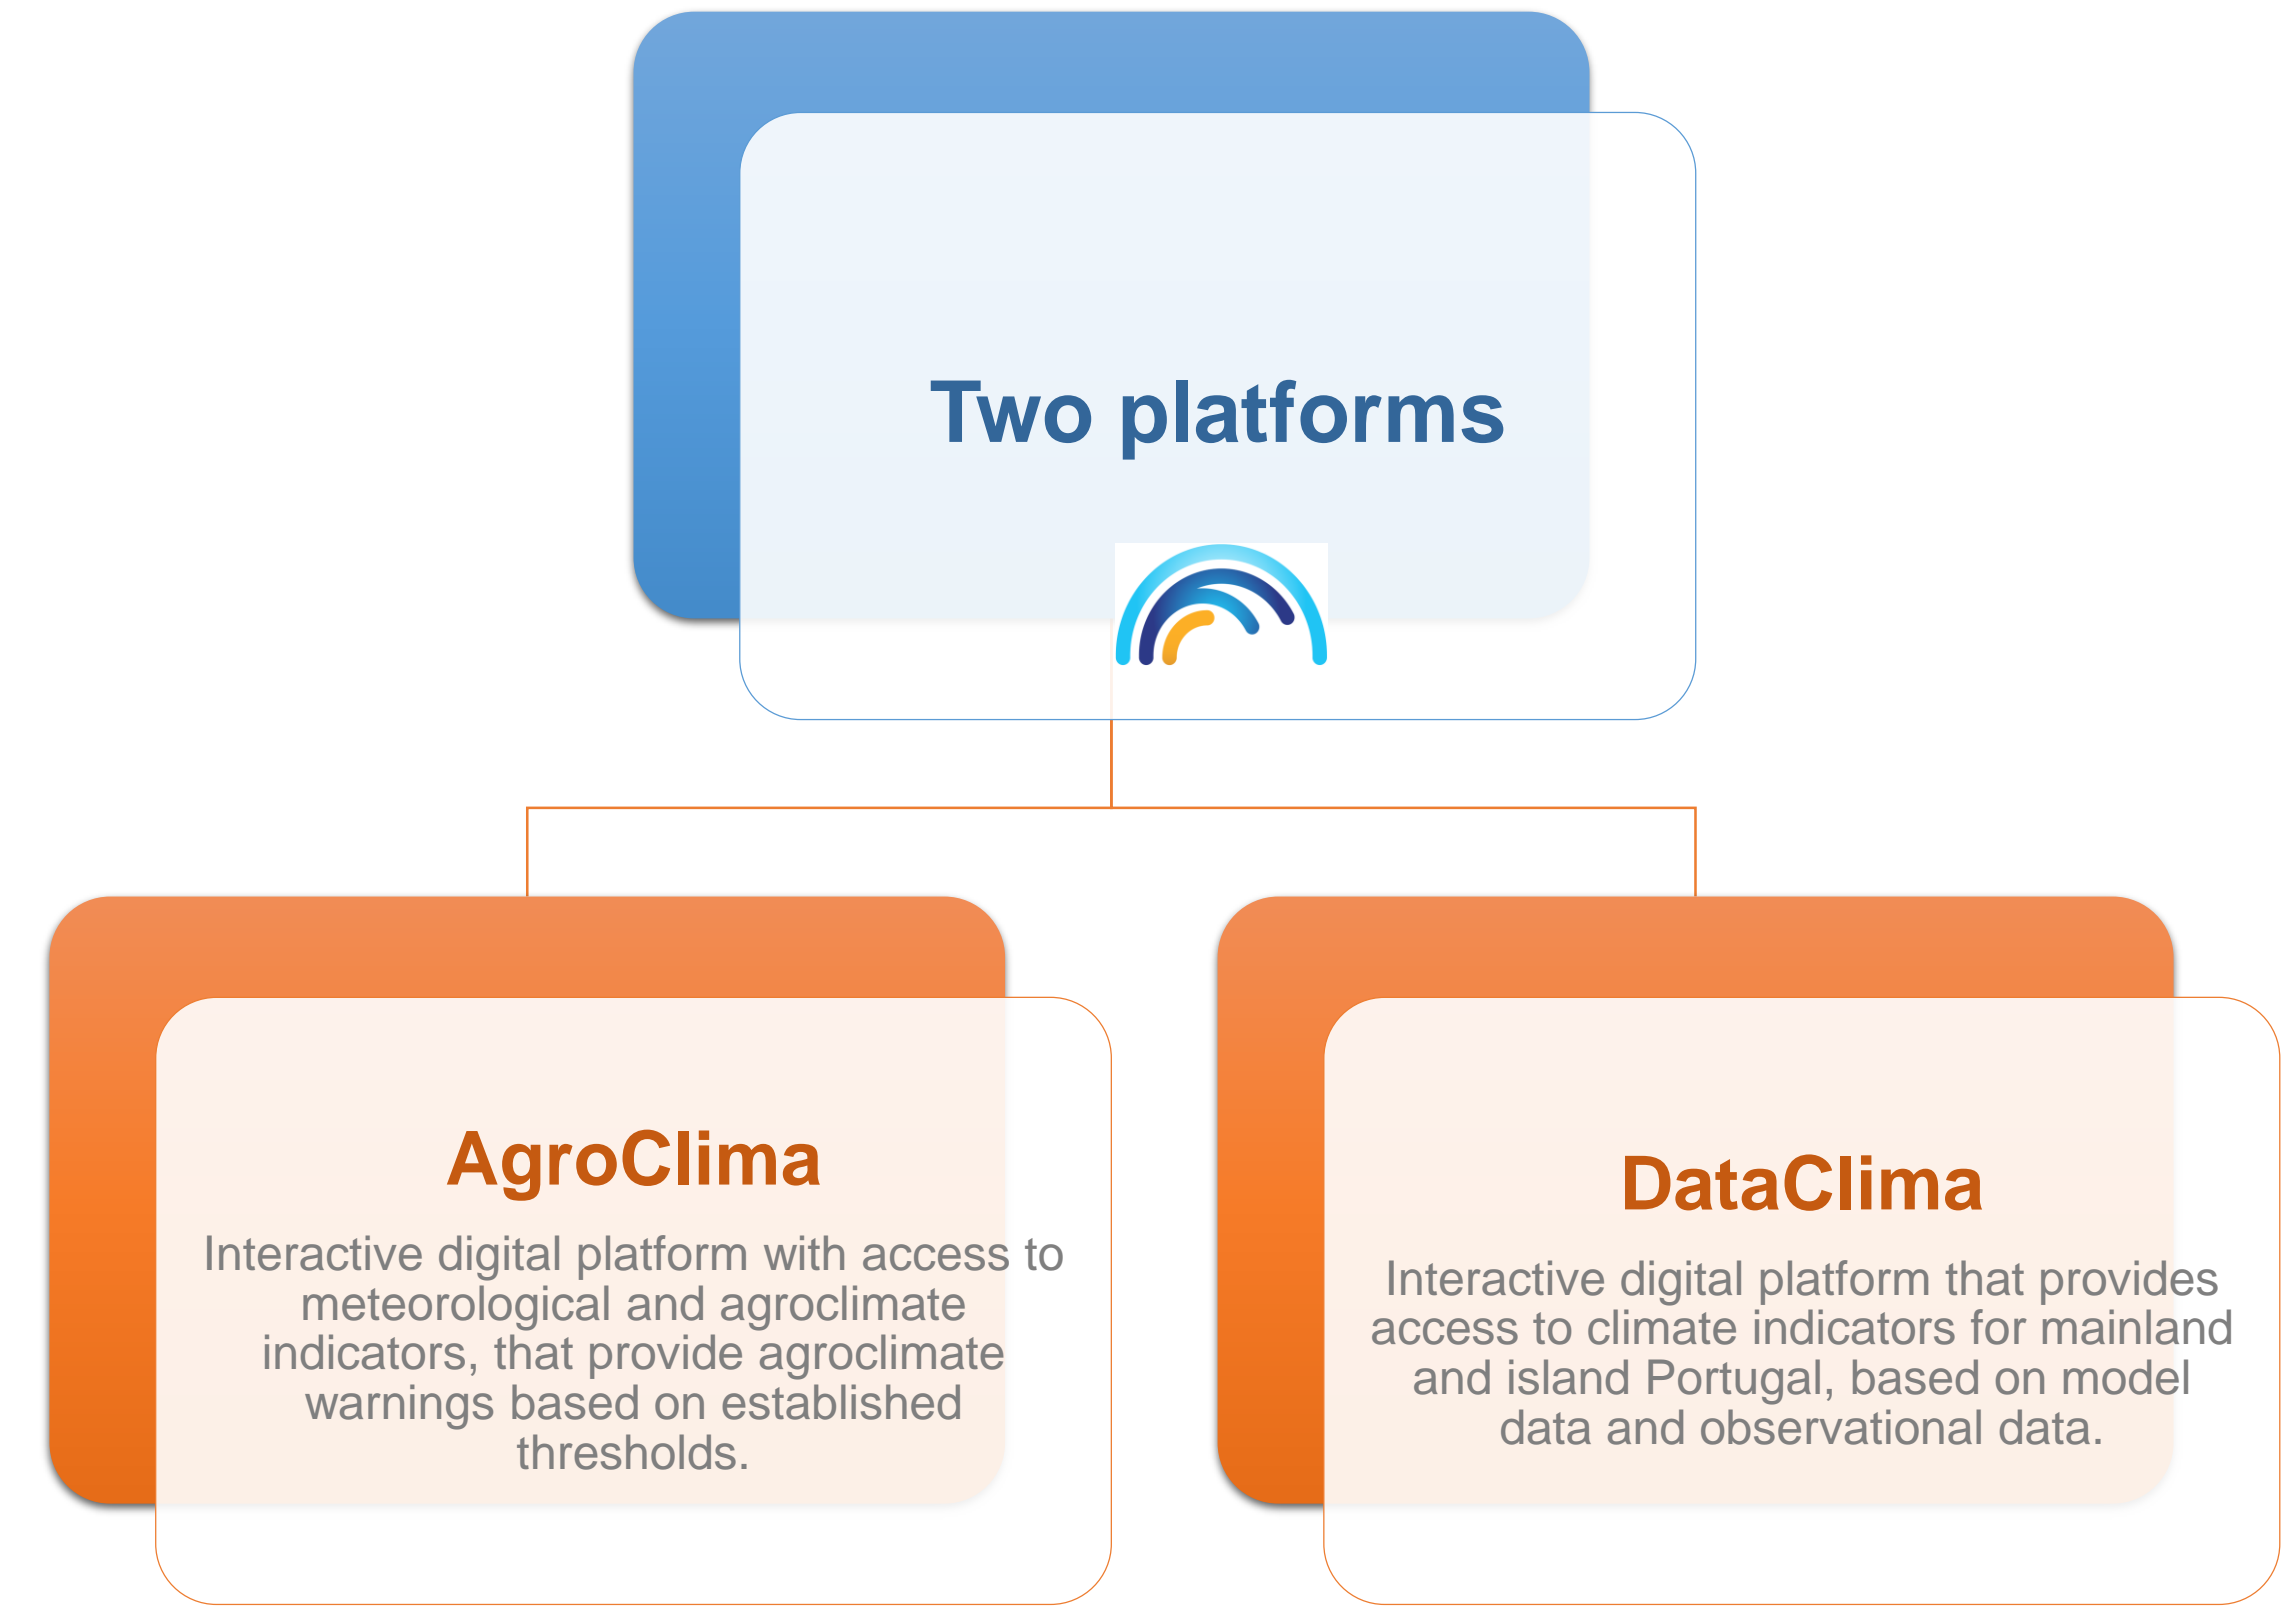 Two platforms
AgroClima
Interactive digital platform with access to
meteorological and agroclimate
indicators, that provide agroclimate
warnings based on established
thresholds.
DataClima
Interactive digital platform that provides
access to climate indicators for mainland
and island Portugal, based on model
data and observational data.